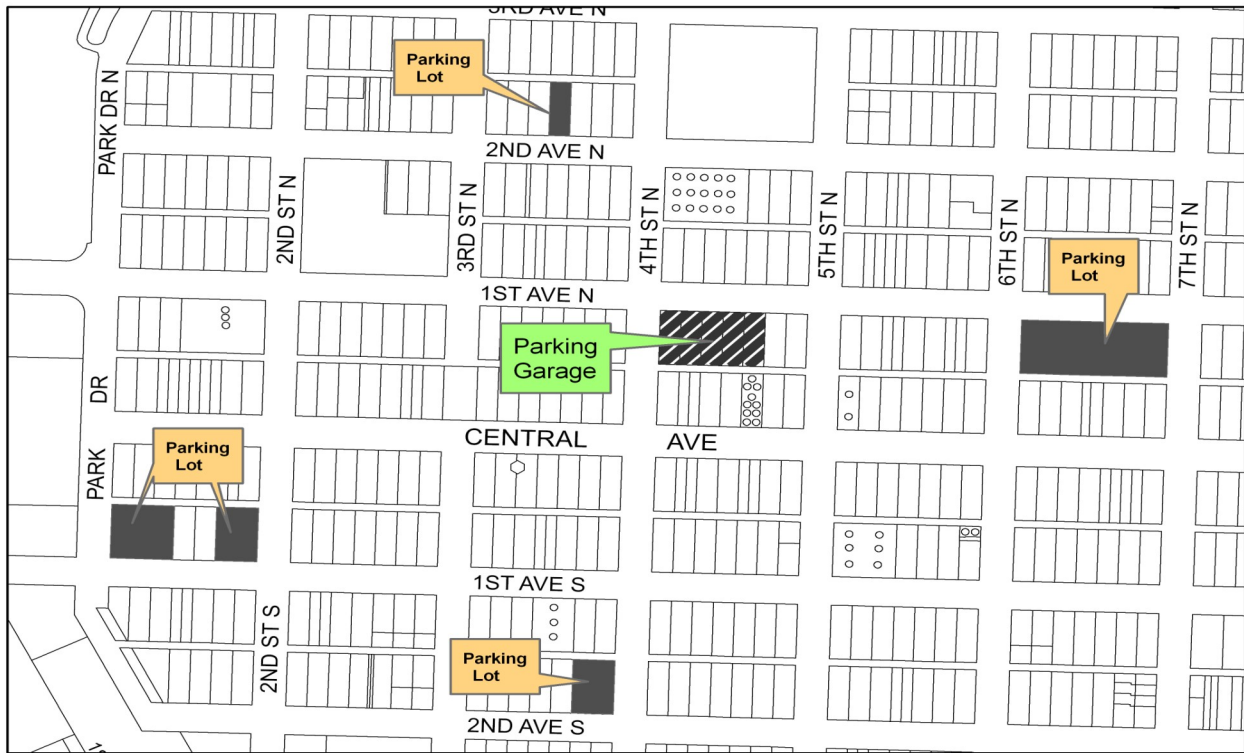 3RD AVE N
Parking
Lot
PARK DR N
2ND AVE N
2ND ST N
3RD ST N
4TH ST N
5TH ST N
6TH ST N
7TH ST N
Parking
Lot
1ST AVE N
Parking
Garage
PARK DR
CENTRAL AVE
Parking
Lot
1ST AVE S
2ND ST S
Parking
Lot
2ND AVE S